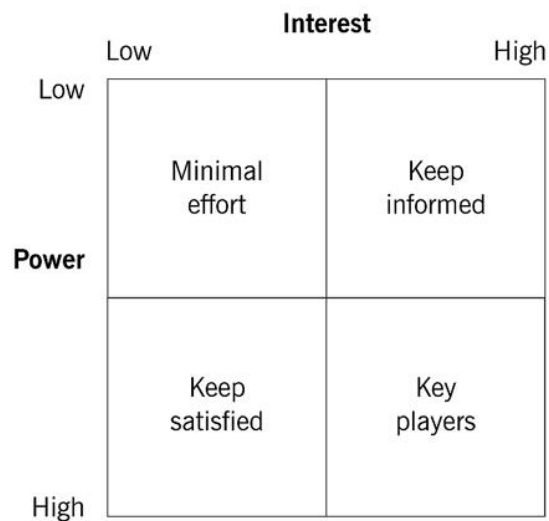 Interest
Low
High
Low
Minimal
effort
Keep
informed
Power
Keep
satisfied
Key
players
High